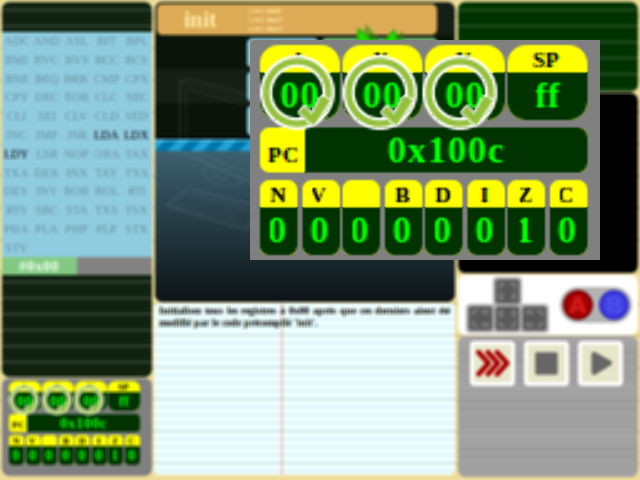 init
ADC AND ASL BIT BPL
BMI BVC BVS BCC BCS
BNE BEQ BRK CMP CPX
CPY DEC EOR CLC SEC
CLI SEI CLV CLD SED
INC JMP JSR LDA LDX
LDY LSR NOP ORA TAX
TXA DEX INX TAY TYA
DEY INY ROR ROL RTI
RTS SBC STA TXS TSX
PHA PLA PHP PLP STX
STY
#0x00
SP
00 00 00 ff
PC 0x100c
N V B D I Z C
0 0 0 0 0 0 1 0
Initialiser tous les registres à 0x00 après que ces derniers aient été
modifié par le code précompilé 'init'.
A B
SP
00 00 00 ff
PC 0x100c
N V B D I Z C
0 0 0 0 0 0 1 0